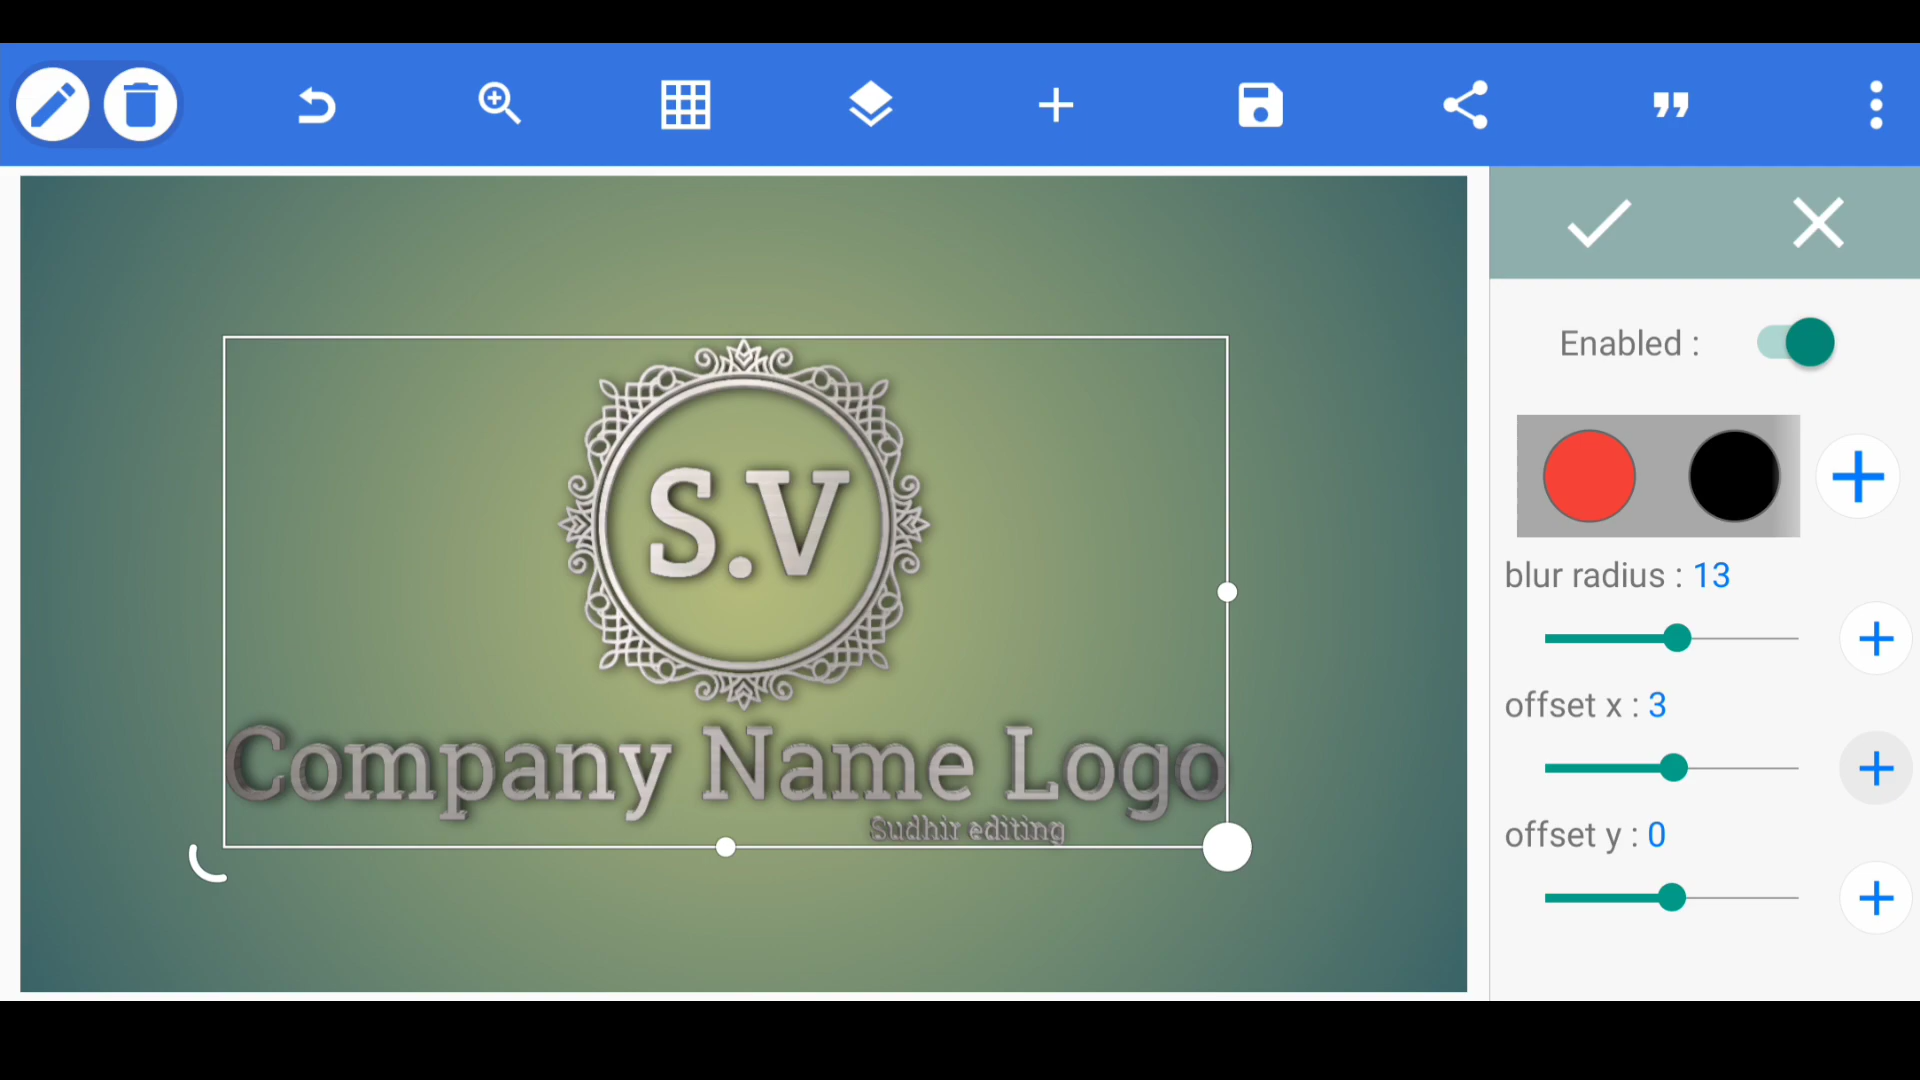 Enabled :
S.V
blur radius : 13
offset x : 3
Company Name Logo
Sudhir editing
offset y : 0